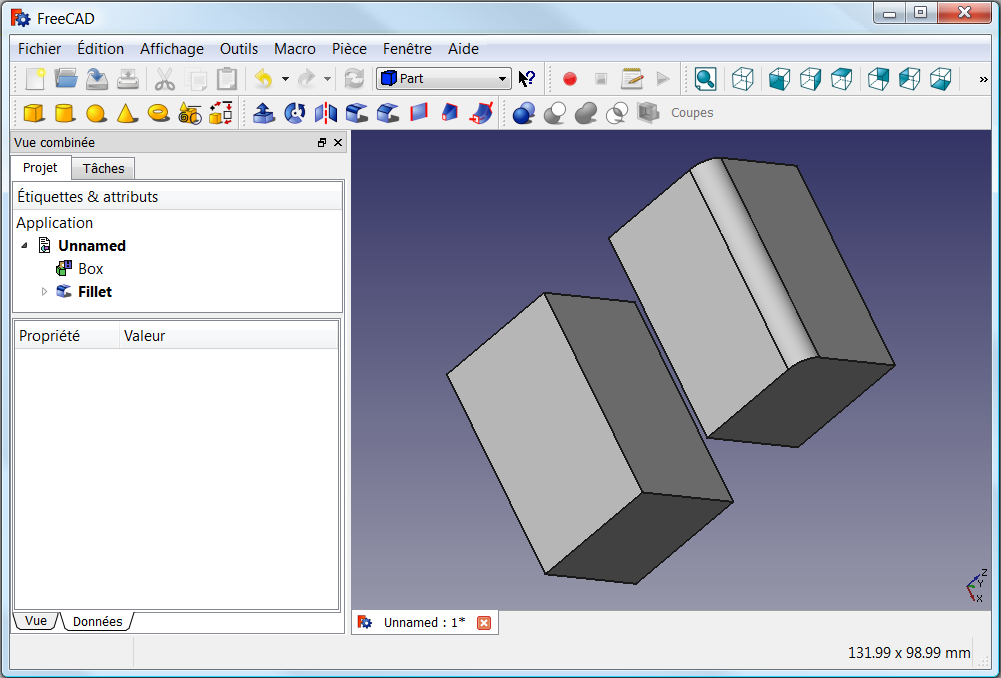 FreeCAD
Fichier Édition Affichage Outils Macro Pièce Fenêtre Aide
Part
»
Coupes
Vue combinée
Projet Tâches
Étiquettes & attributs
Application
Unnamed
Box
Fillet
Propriété Valeur
Vue Données
Z
Y
X
Unnamed : 1*
131.99 x 98.99 mm